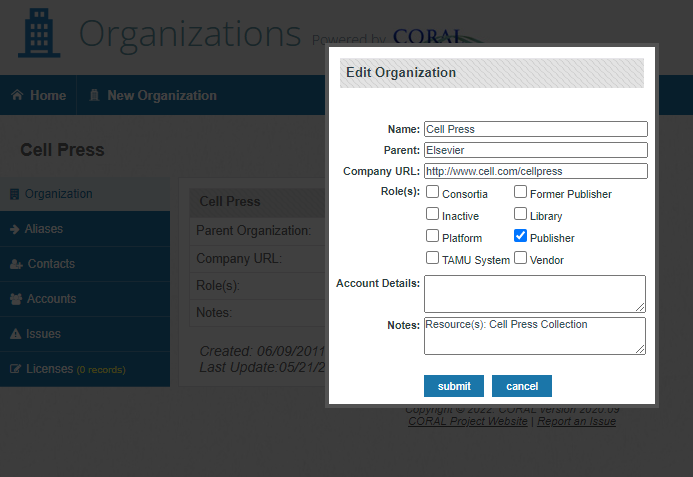 Organizations Powered by CORAL
Home
New Organization
Cell Press
Organization
Aliases
Contacts
Accounts
Issues
Licenses (0 records)
Cell Press
Parent Organization:
Company URL:
Role(s):
Notes:
Created: 06/09/2011
Last Update:05/21/2
Edit Organization
Name: Cell Press
Parent: Elsevier
Company URL: http://www.cell.com/cellpress
Role(s): Consortia Former Publisher
Inactive Library
Platform Publisher
TAMU System Vendor
Account Details:
Notes: Resource(s): Cell Press Collection
submit cancel
Copyright © 2022. CORAL version 2020.09
CORAL Project Website | Report an Issue